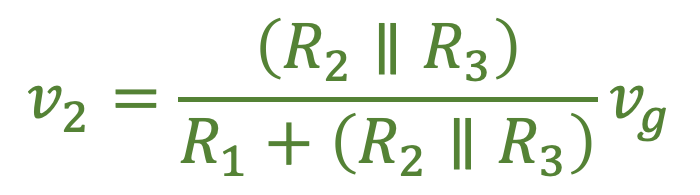 v₂ = (R₂ ∥ R₃) / (R₁ + (R₂ ∥ R₃)) v_g